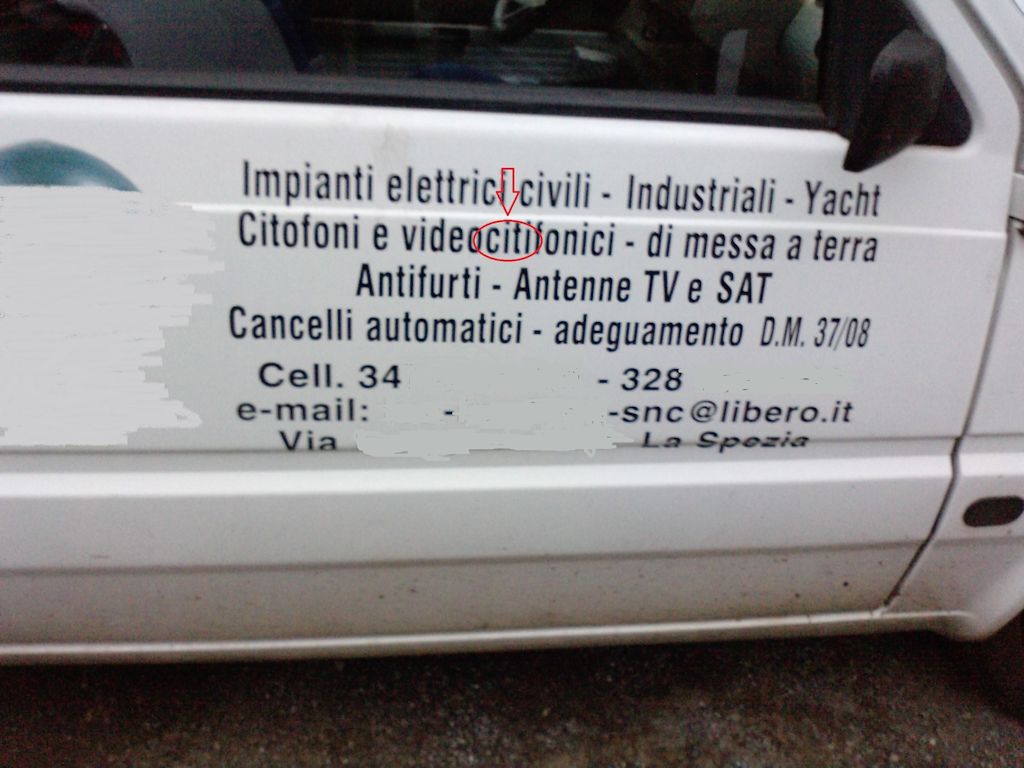 Impianti elettrici civili - Industriali - Yacht
Citofoni e videocitifonici - di messa a terra
Antifurti - Antenne TV e SAT
Cancelli automatici - adeguamento D.M. 37/08
Cell. 34 - 328
e-mail: - -snc@libero.it
Via La Spezia